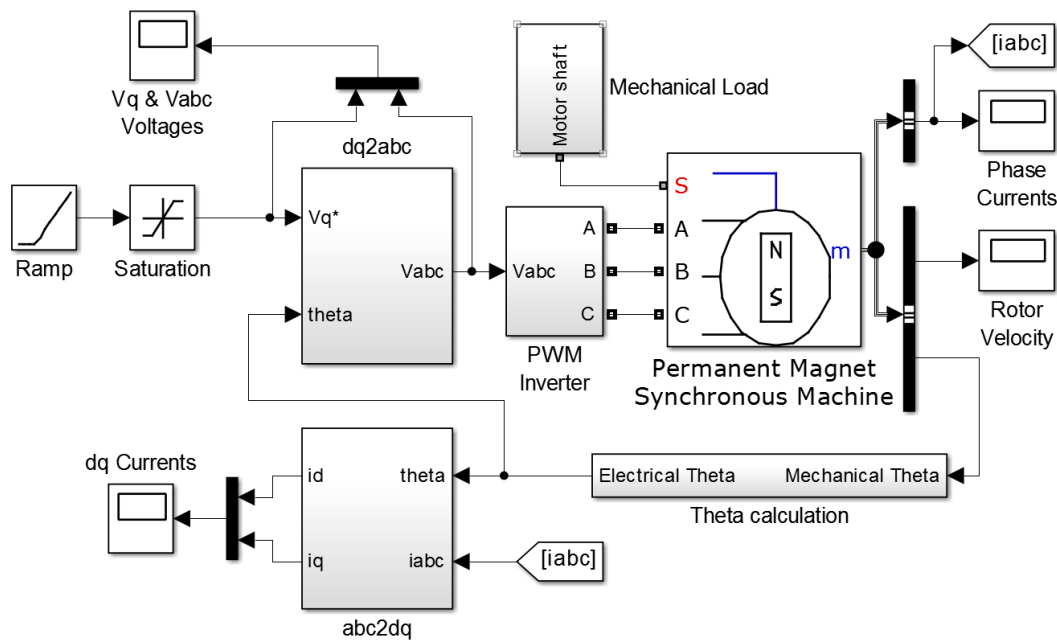 [iabc]
Motor shaft
Mechanical Load
Vq & Vabc
Voltages
dq2abc
Phase
Currents
Ramp
Saturation
Vq*
Vabc
theta
Vabc
A
B
C
PWM
Inverter
S
A
B
C
N
S
m
Permanent Magnet
Synchronous Machine
Rotor
Velocity
dq Currents
id
iq
theta
iabc
abc2dq
[iabc]
Electrical Theta
Mechanical Theta
Theta calculation